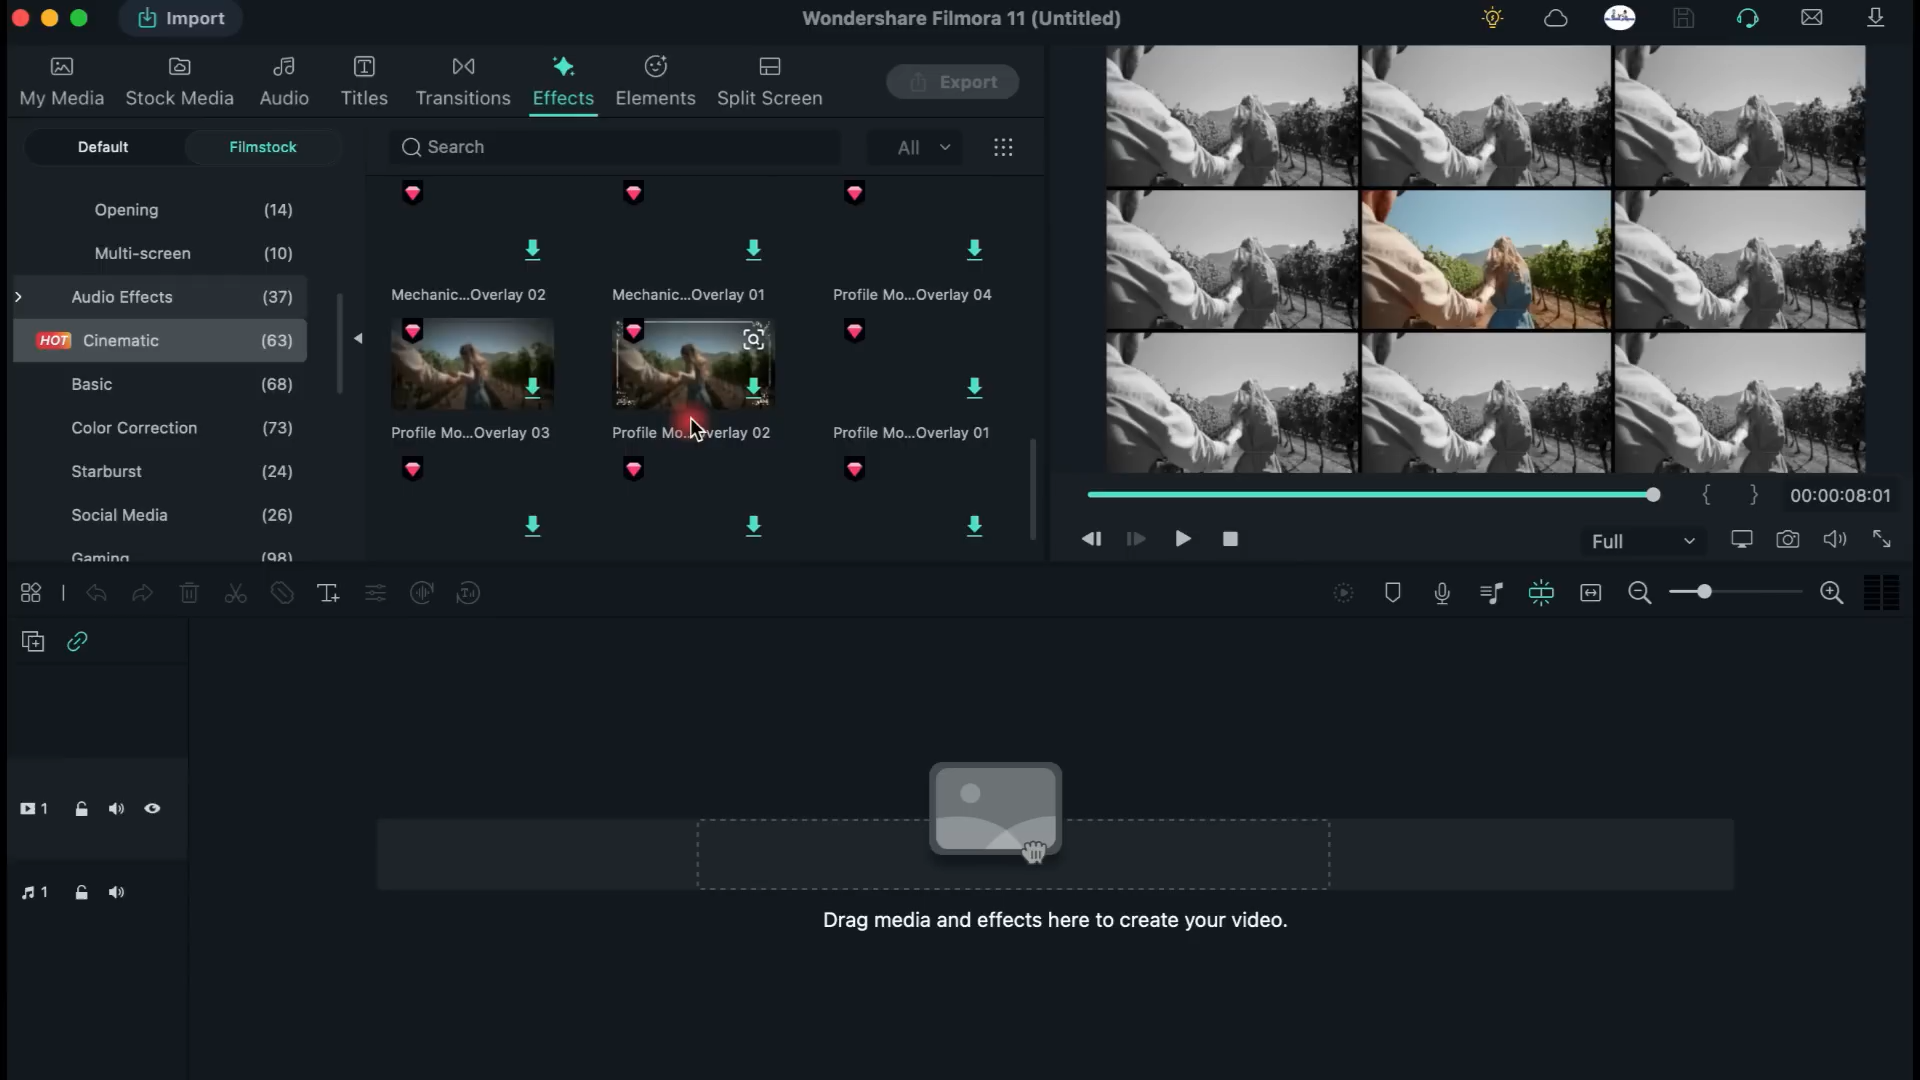 Import
Wondershare Filmora 11 (Untitled)
My Media
Stock Media
Audio
Titles
Transitions
Effects
Elements
Split Screen
Export
Default
Filmstock
Search
All
Opening (14)
Multi-screen (10)
Audio Effects (37)
HOT Cinematic (63)
Basic (68)
Color Correction (73)
Starburst (24)
Social Media (26)
Gaming (98)
Mechanic...Overlay 02
Mechanic...Overlay 01
Profile Mo...Overlay 04
Profile Mo...Overlay 03
Profile Mo...Overlay 02
Profile Mo...Overlay 01
00:00:08:01
Full
1
1
Drag media and effects here to create your video.